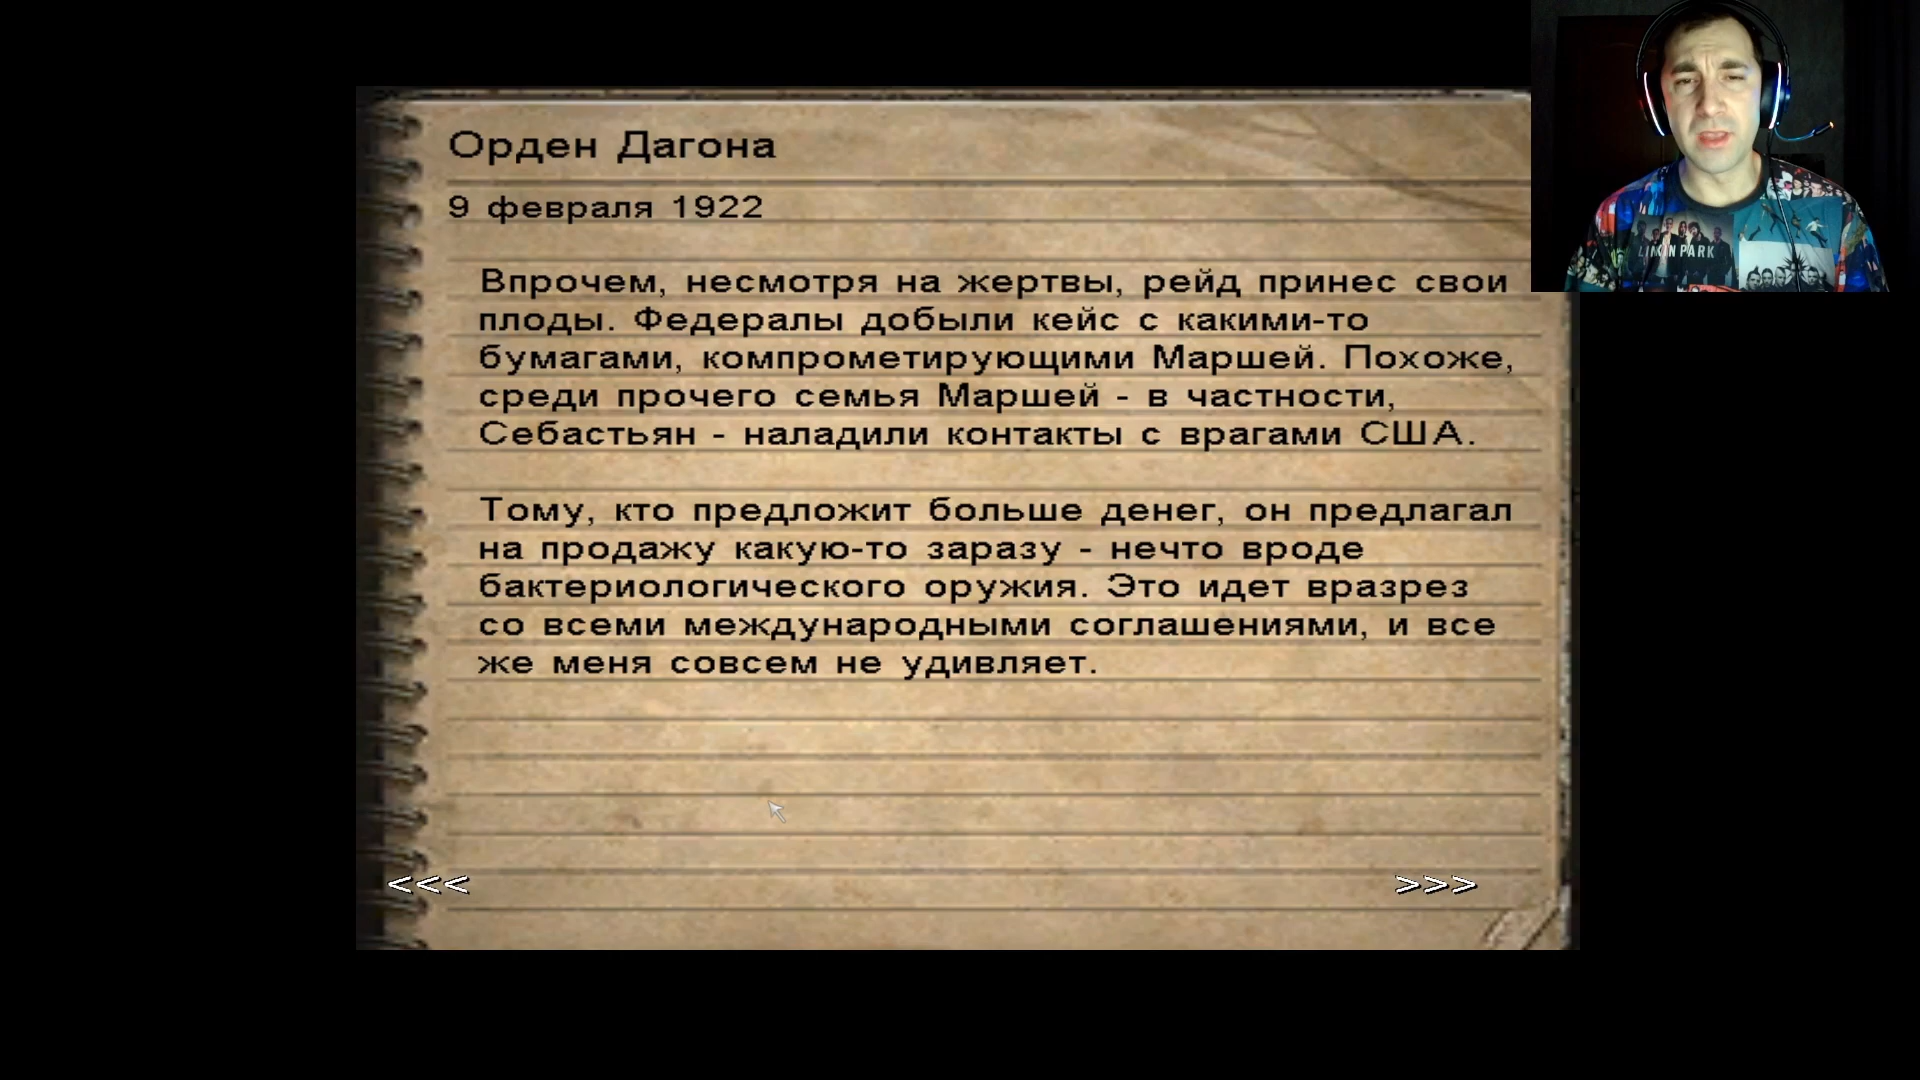 Орден Дагона
9 февраля 1922
Впрочем, несмотря на жертвы, рейд принес свои
плоды. Федералы добыли кейс с какими-то
бумагами, компрометирующими Маршей. Похоже,
среди прочего семья Маршей - в частности,
Себастьян - наладили контакты с врагами США.
Тому, кто предложит больше денег, он предлагал
на продажу какую-то заразу - нечто вроде
бактериологического оружия. Это идет вразрез
со всеми международными соглашениями, и все
же меня совсем не удивляет.
<<<
>>>
LINKIN PARK